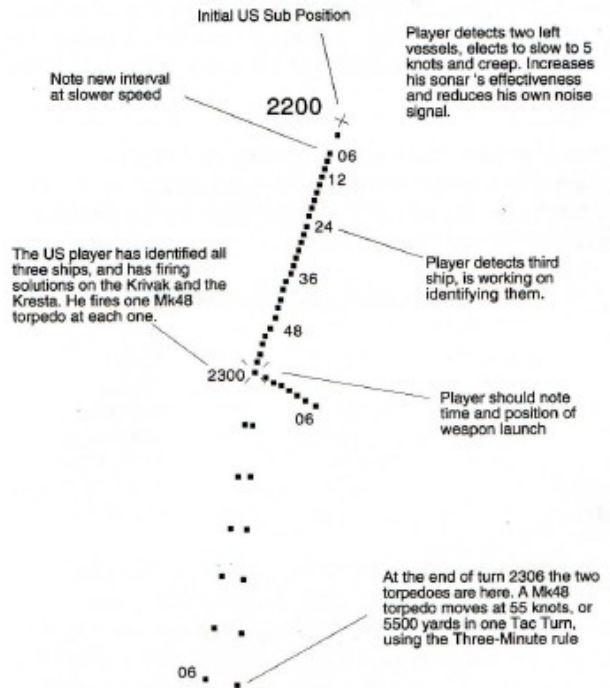 Initial US Sub Position
Player detects two left
vessels, elects to slow to 5
knots and creep. Increases
his sonar 's effectiveness
and reduces his own noise
signal.
Note new interval
at slower speed
2200
06
12
24
The US player has identified all
three ships, and has firing
solutions on the Krivak and the
Kresta. He fires one Mk48
torpedo at each one.
Player detects third
ship, is working on
identifying them.
36
48
2300
Player should note
time and position of
weapon launch
06
At the end of turn 2306 the two
torpedoes are here. A Mk48
torpedo moves at 55 knots, or
5500 yards in one Tac Turn,
using the Three-Minute rule
06